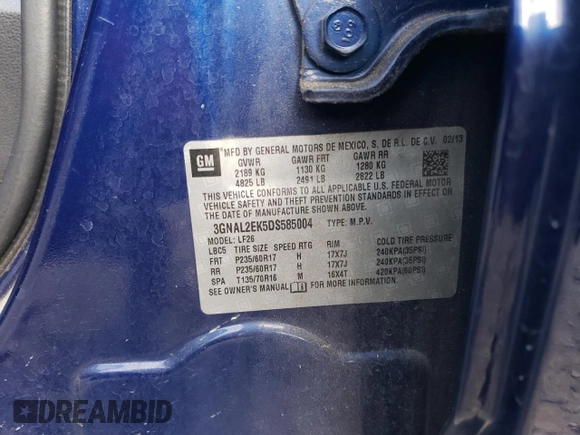 GM
MFD BY GENERAL MOTORS DE MEXICO, S. DE R.L. DE C.V. 02/13
GVWR GAWR FRT GAWR RR
2189 KG 1130 KG 1280 KG
4825 LB 2491 LB 2822 LB
THIS VEHICLE CONFORMS TO ALL APPLICABLE U.S. FEDERAL MOTOR
VEHICLE SAFETY AND THEFT PREVENTION STANDARDS IN EFFECT ON
THE DATE OF MANUFACTURE SHOWN ABOVE.
3GNAL2EK5DS585004 TYPE: M.P.V.
MODEL: LF26
LBC5 TIRE SIZE SPEED RTG RIM COLD TIRE PRESSURE
FRT P235/60R17 H 17X7J 240KPA(35PSI)
RR P235/60R17 H 17X7J 240KPA(35PSI)
SPA T135/70R16 M 16X4T 420KPA(60PSI)
SEE OWNER'S MANUAL FOR MORE INFORMATION.
DREAMBID